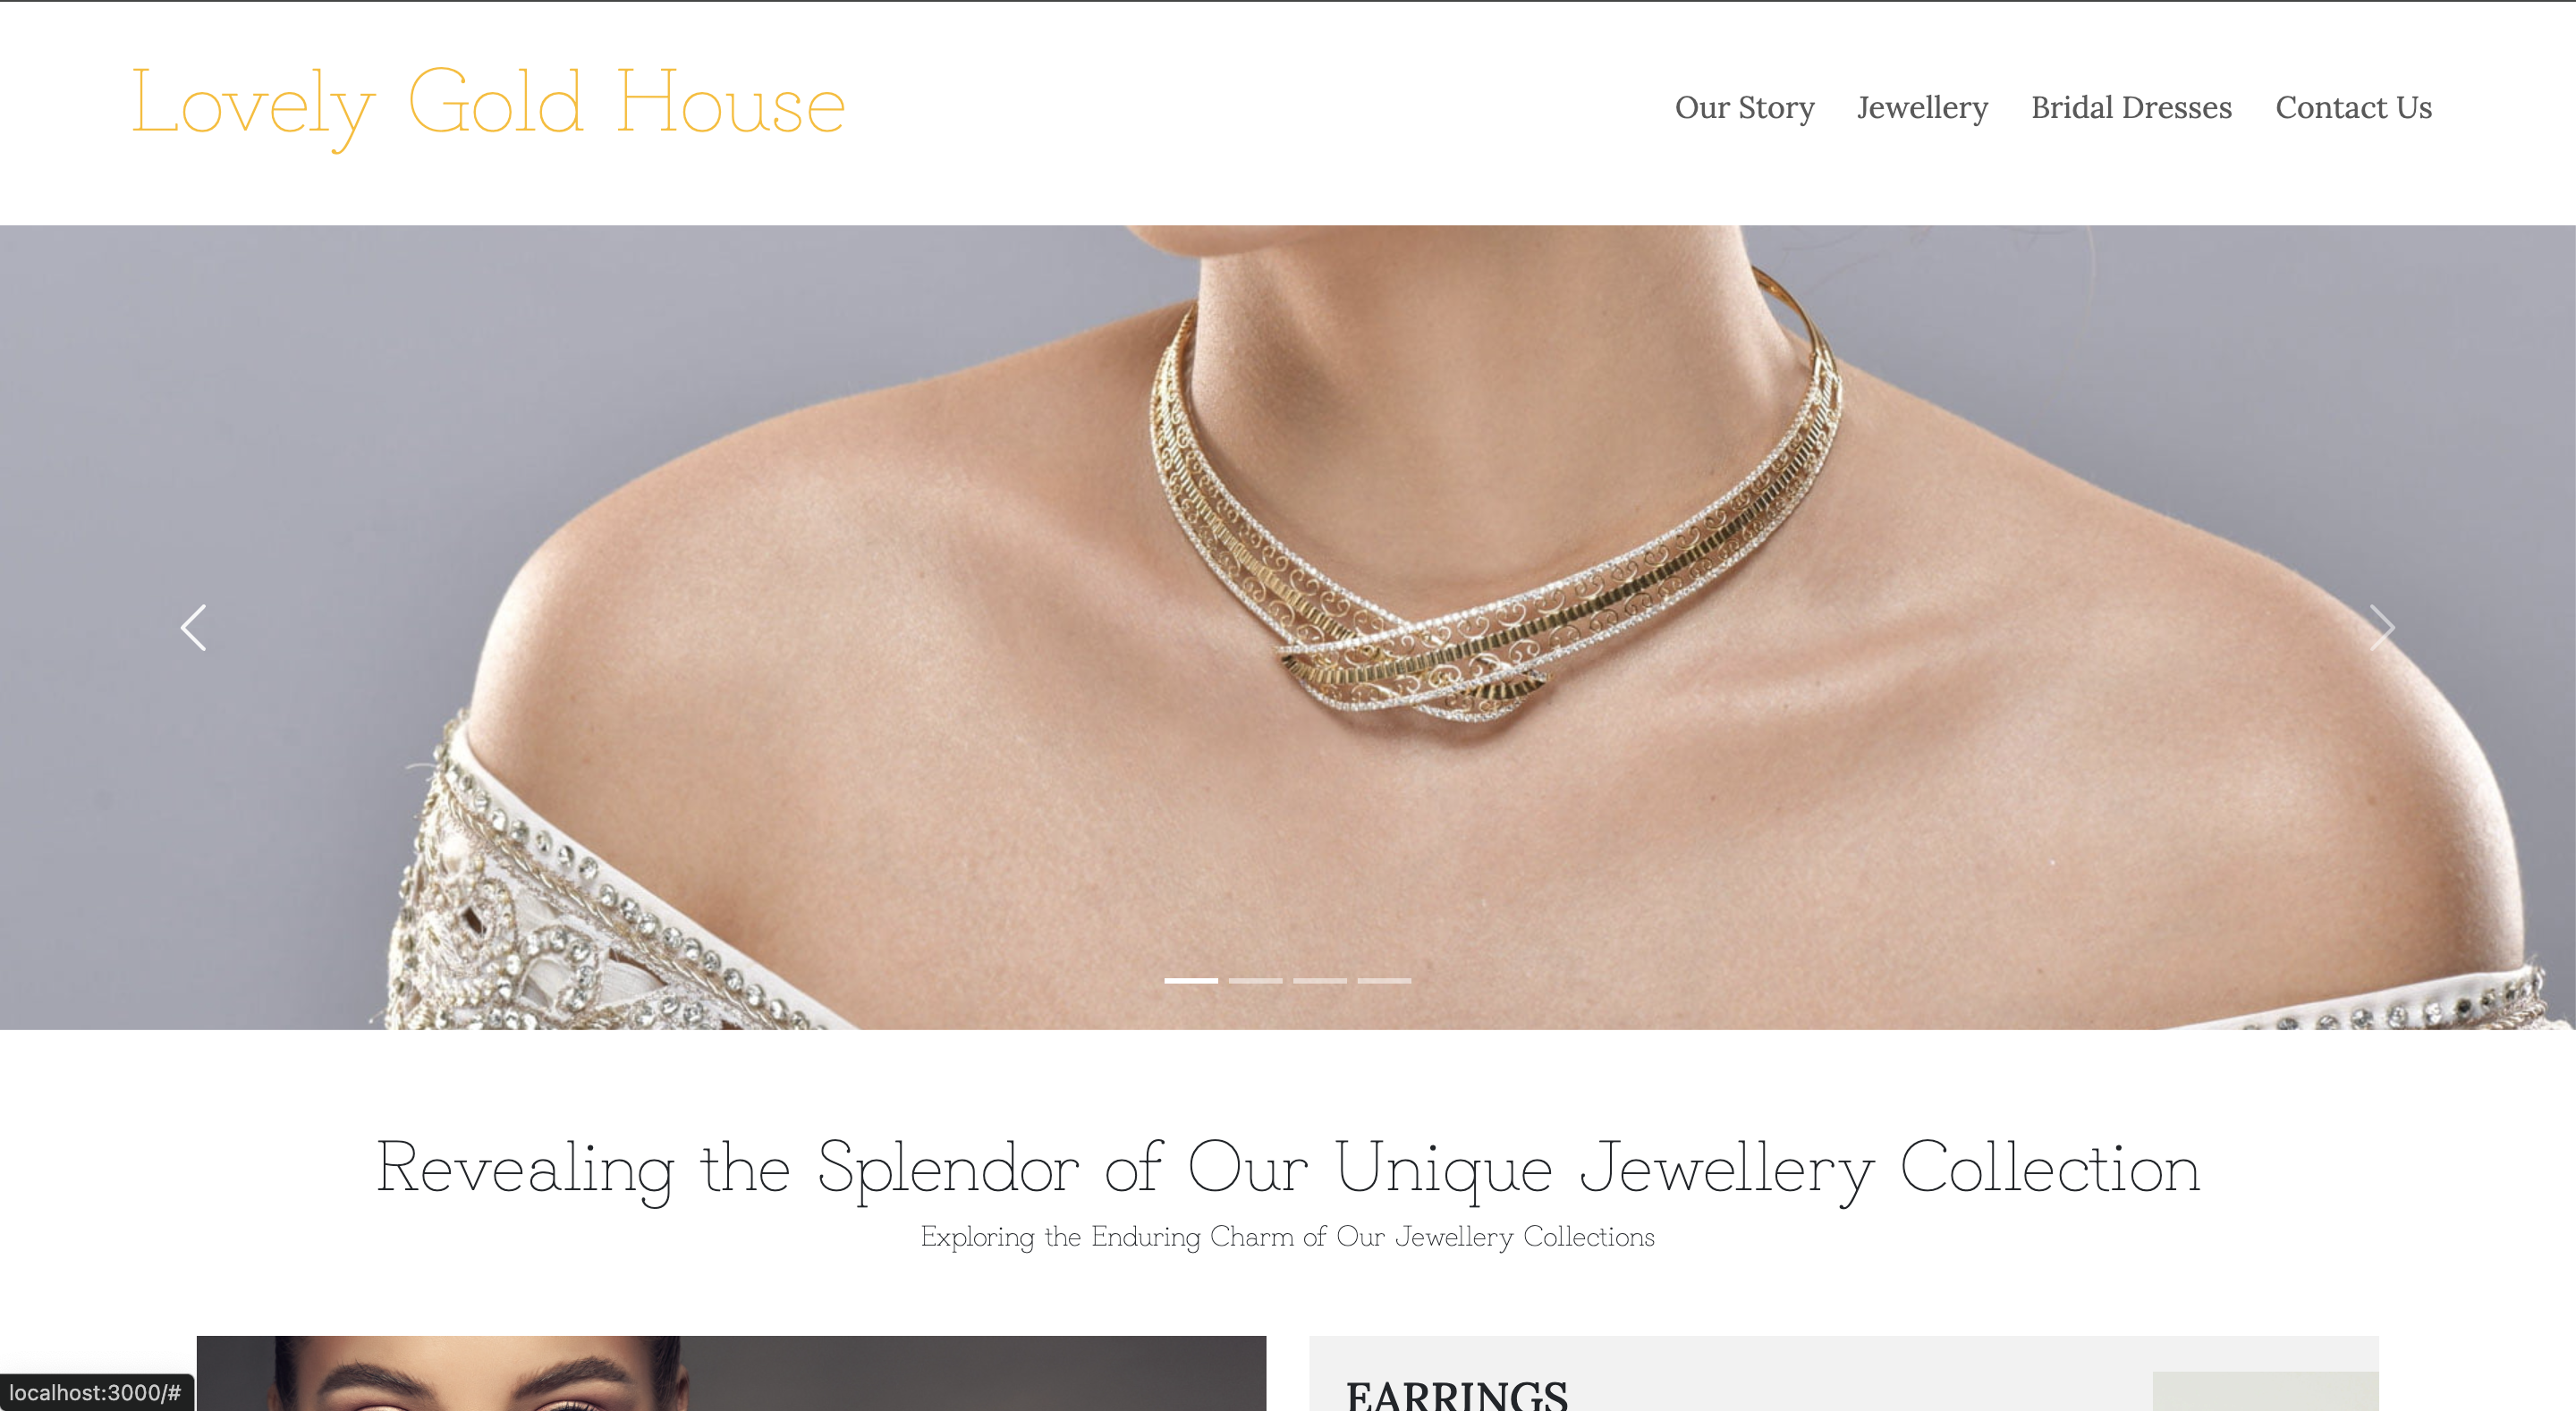 Lovely Gold House
Our Story Jewellery Bridal Dresses Contact Us
Revealing the Splendor of Our Unique Jewellery Collection
Exploring the Enduring Charm of Our Jewellery Collections
EARRINGS
localhost:3000/#